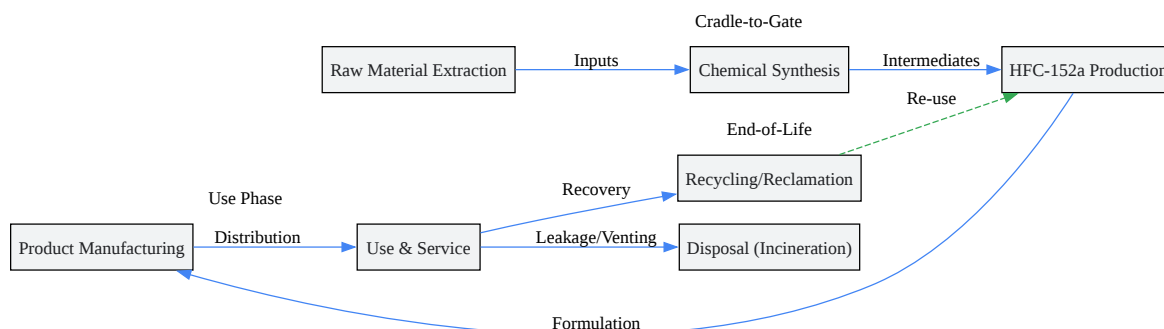 Cradle-to-Gate
Raw Material Extraction
Inputs
Chemical Synthesis
Intermediates
HFC-152a Production
Re-use
End-of-Life
Recycling/Reclamation
Recovery
Use Phase
Product Manufacturing
Distribution
Use & Service
Leakage/Venting
Disposal (Incineration)
Formulation